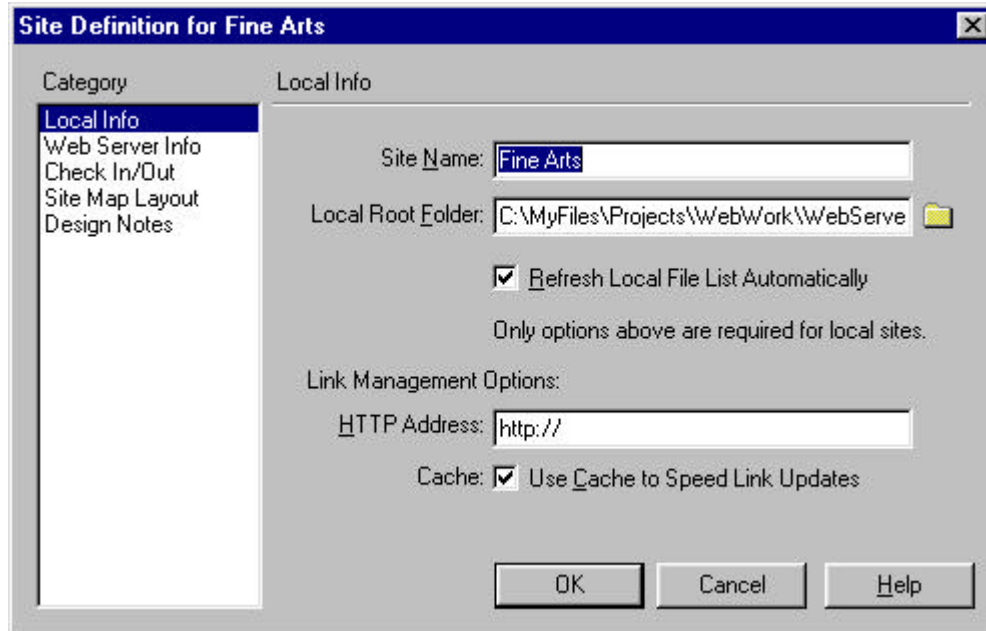 Site Definition for Fine Arts
Category
Local Info
Web Server Info
Check In/Out
Site Map Layout
Design Notes
Local Info
Site Name: Fine Arts
Local Root Folder: C:\MyFiles\Projects\WebWork\WebServe
Refresh Local File List Automatically
Only options above are required for local sites.
Link Management Options:
HTTP Address: http://
Cache: Use Cache to Speed Link Updates
OK Cancel Help